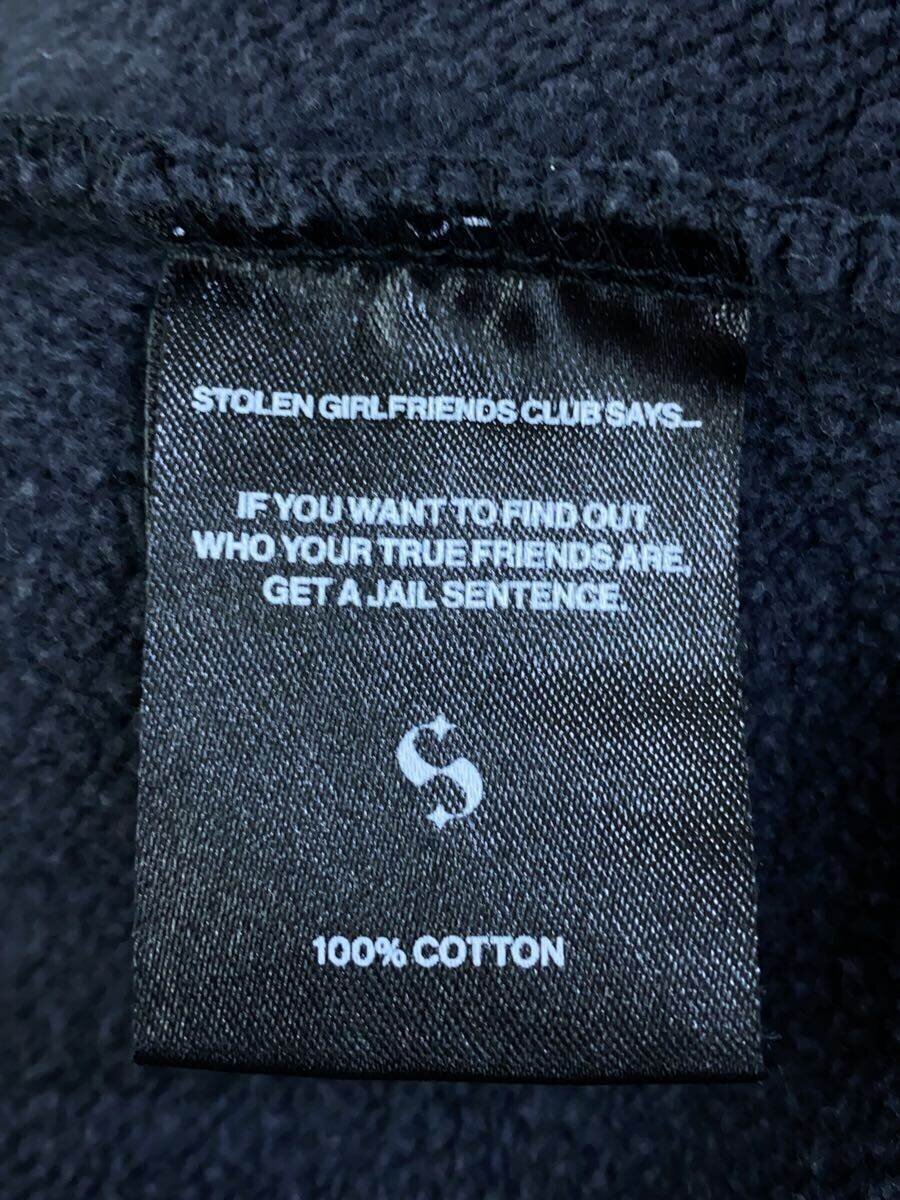 STOLEN GIRLFRIENDS CLUB SAYS...
IF YOU WANT TO FIND OUT
WHO YOUR TRUE FRIENDS ARE,
GET A JAIL SENTENCE.
S
100% COTTON